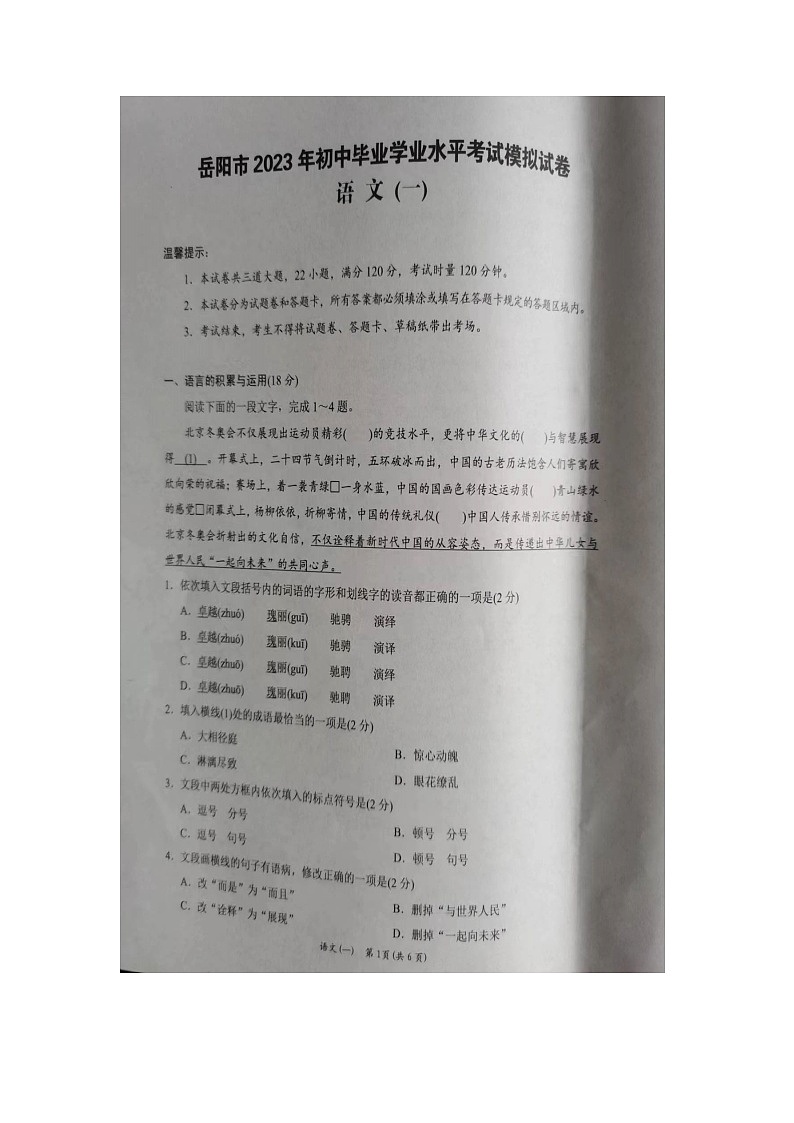 岳阳市 2023 年初中毕业学业水平考试模拟试卷
语 文 (一)
温馨提示：
1．本试卷共三道大题，22 小题，满分 120 分，考试时量 120 分钟。
2．本试卷分为试题卷和答题卡，所有答案都必须填涂或填写在答题卡规定的答题区域内。
3．考试结束，考生不得将试题卷、答题卡、草稿纸带出考场。
一、语言的积累与运用(18 分)
阅读下面的一段文字，完成 1～4 题。
北京冬奥会不仅展现出运动员精彩(　　)的竞技水平，更将中华文化的(　　)与智慧展现
得 (1) 。开幕式上，二十四节气倒计时，五环破冰而出，中国的古老历法饱含人们寄寓欣
欣向荣的祝福；赛场上，着一袭青绿□一身水蓝，中国的国画色彩传达运动员(　　)青山绿水
的感觉□闭幕式上，杨柳依依，折柳寄情，中国的传统礼仪(　　)中国人传承惜别怀远的情谊。
北京冬奥会折射出的文化自信，不仅诠释着新时代中国的从容姿态，而是传递出中华儿女与
世界人民“一起向未来”的共同心声。
1．依次填入文段括号内的词语的字形和划线字的读音都正确的一项是(2 分)
A．卓越(zhuó)　瑰丽(guī)　驰骋　演绎
B．卓越(zhuó)　瑰丽(kuī)　驰骋　演译
C．卓越(zhuō)　瑰丽(guī)　驰聘　演绎
D．卓越(zhuō)　瑰丽(kuī)　驰聘　演译
2．填入横线(1)处的成语最恰当的一项是(2 分)
A．大相径庭　B．惊心动魄
C．淋漓尽致　D．眼花缭乱
3．文段中两处方框内依次填入的标点符号是(2 分)
A．逗号　分号　B．顿号　分号
C．逗号　句号　D．顿号　句号
4．文段画横线的句子有语病，修改正确的一项是(2 分)
A．改“而是”为“而且”　B．删掉“与世界人民”
C．改“诠释”为“展现”　D．删掉“一起向未来”
语文(一)　第 1 页 (共 6 页)